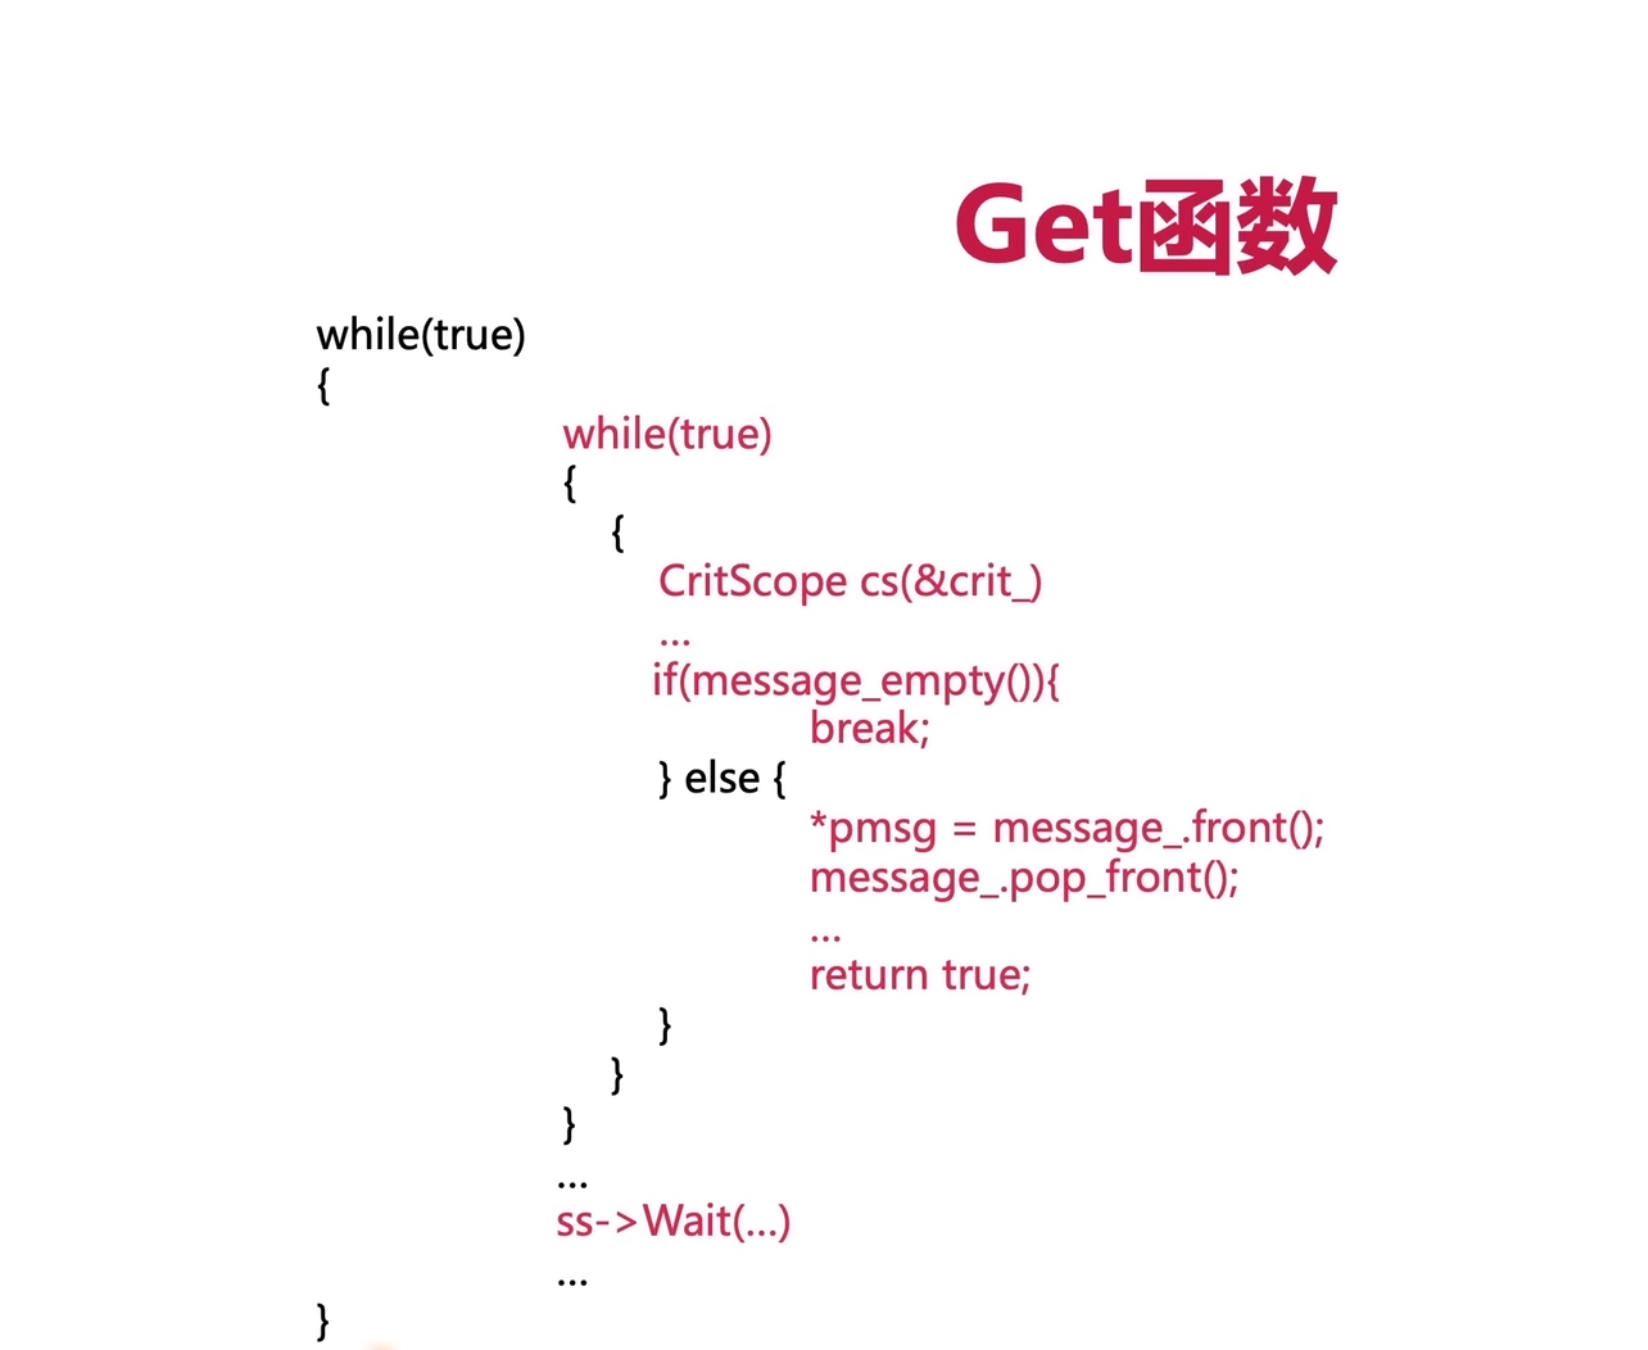 Get函数
while(true)
{
while(true)
{
{
CritScope cs(&crit_)
...
if(message_empty()){
break;
} else {
*pmsg = message_.front();
message_.pop_front();
...
return true;
}
}
}
...
ss->Wait(...)
...
}